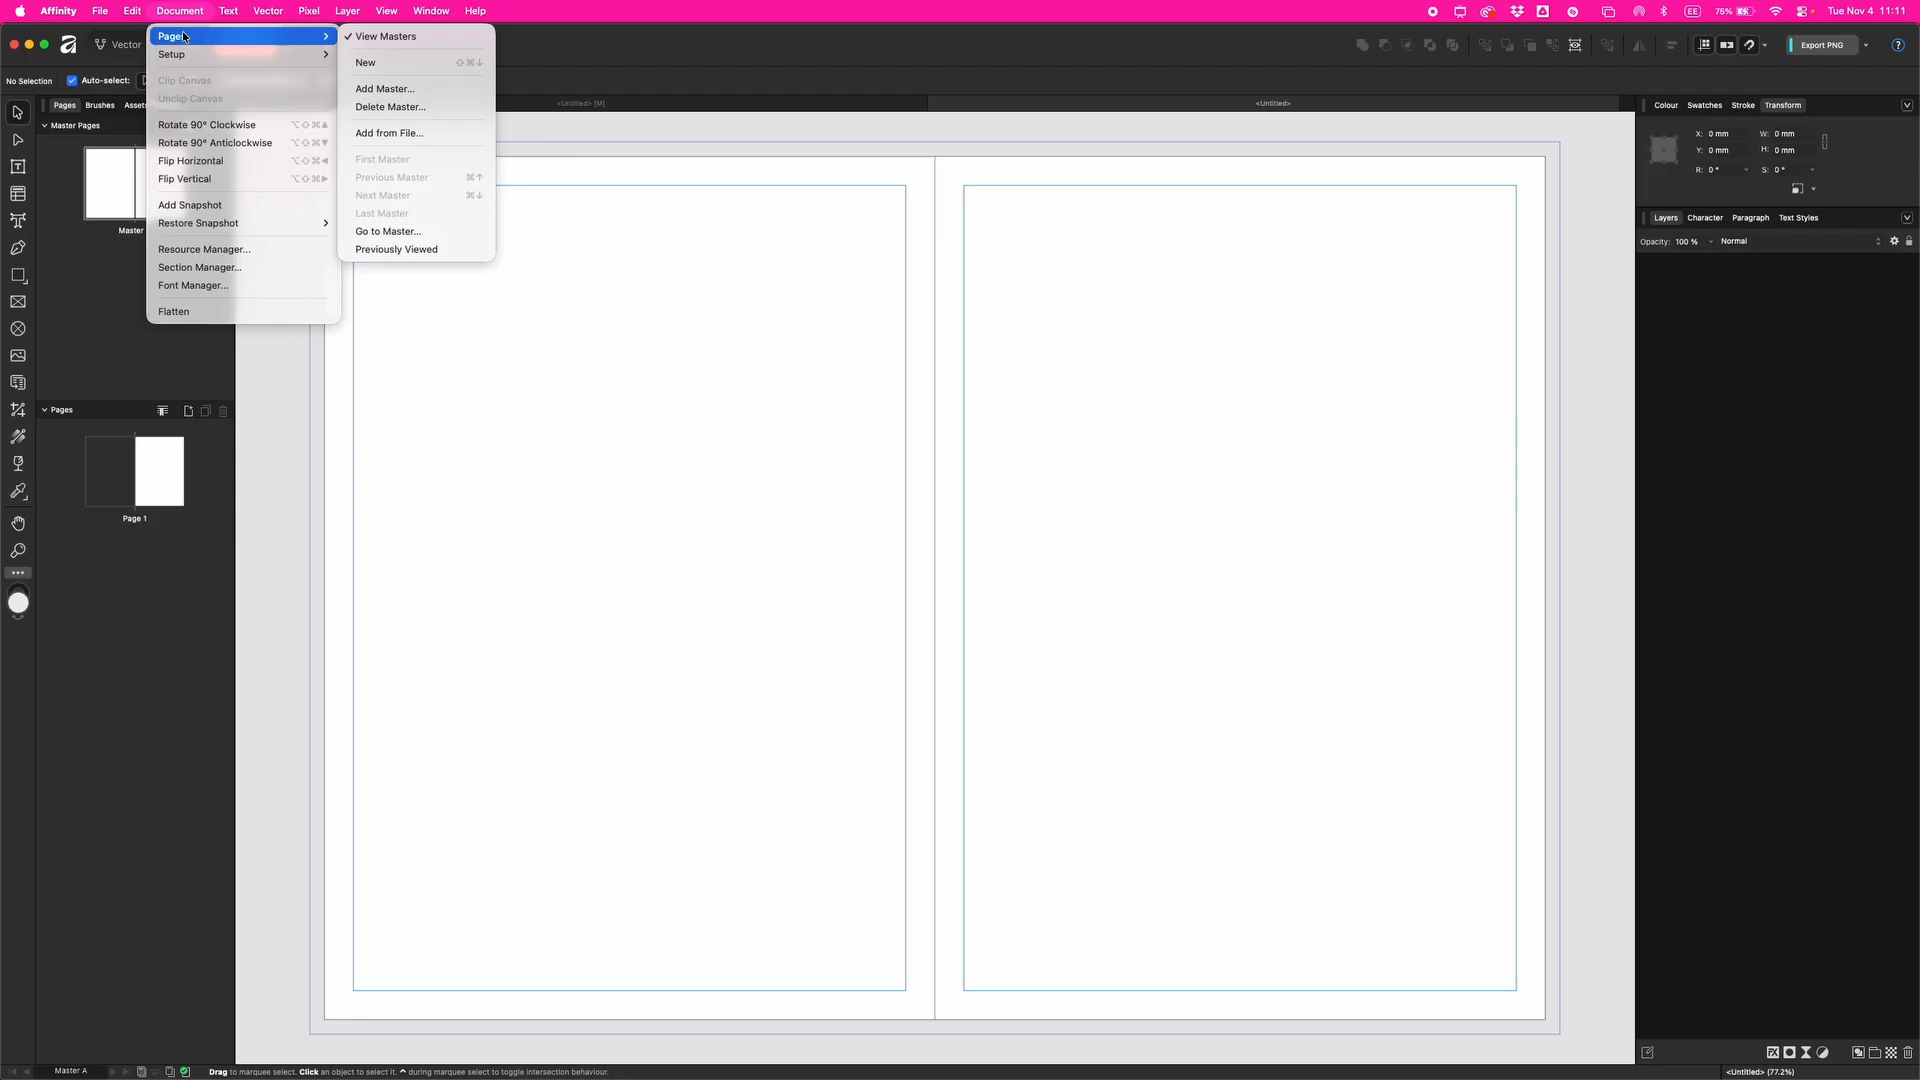 Affinity File Edit Document Text Vector Pixel Layer View Window Help
EE 75% Tue Nov 4 11:11
Vector
Export PNG
No Selection Auto-select:
Pages
Setup
Clip Canvas
Unclip Canvas
Rotate 90° Clockwise ⌥⇧⌘▲
Rotate 90° Anticlockwise ⌥⇧⌘▼
Flip Horizontal ⌥⇧⌘◀
Flip Vertical ⌥⇧⌘▶
Add Snapshot
Restore Snapshot
Resource Manager...
Section Manager...
Font Manager...
Flatten
✓ View Masters
New ⇧⌘↓
Add Master...
Delete Master...
Add from File...
First Master
Previous Master ⌘↑
Next Master ⌘↓
Last Master
Go to Master...
Previously Viewed
<Untitled> [M]
<Untitled>
Pages Brushes Assets
Master Pages
Master
Pages
Page 1
Colour Swatches Stroke Transform
X: 0 mm W: 0 mm
Y: 0 mm H: 0 mm
R: 0 ° S: 0 °
Layers Character Paragraph Text Styles
Opacity: 100 % Normal
Master A
Drag to marquee select. Click an object to select it. ⌃ during marquee select to toggle intersection behaviour.
<Untitled> (77.2%)